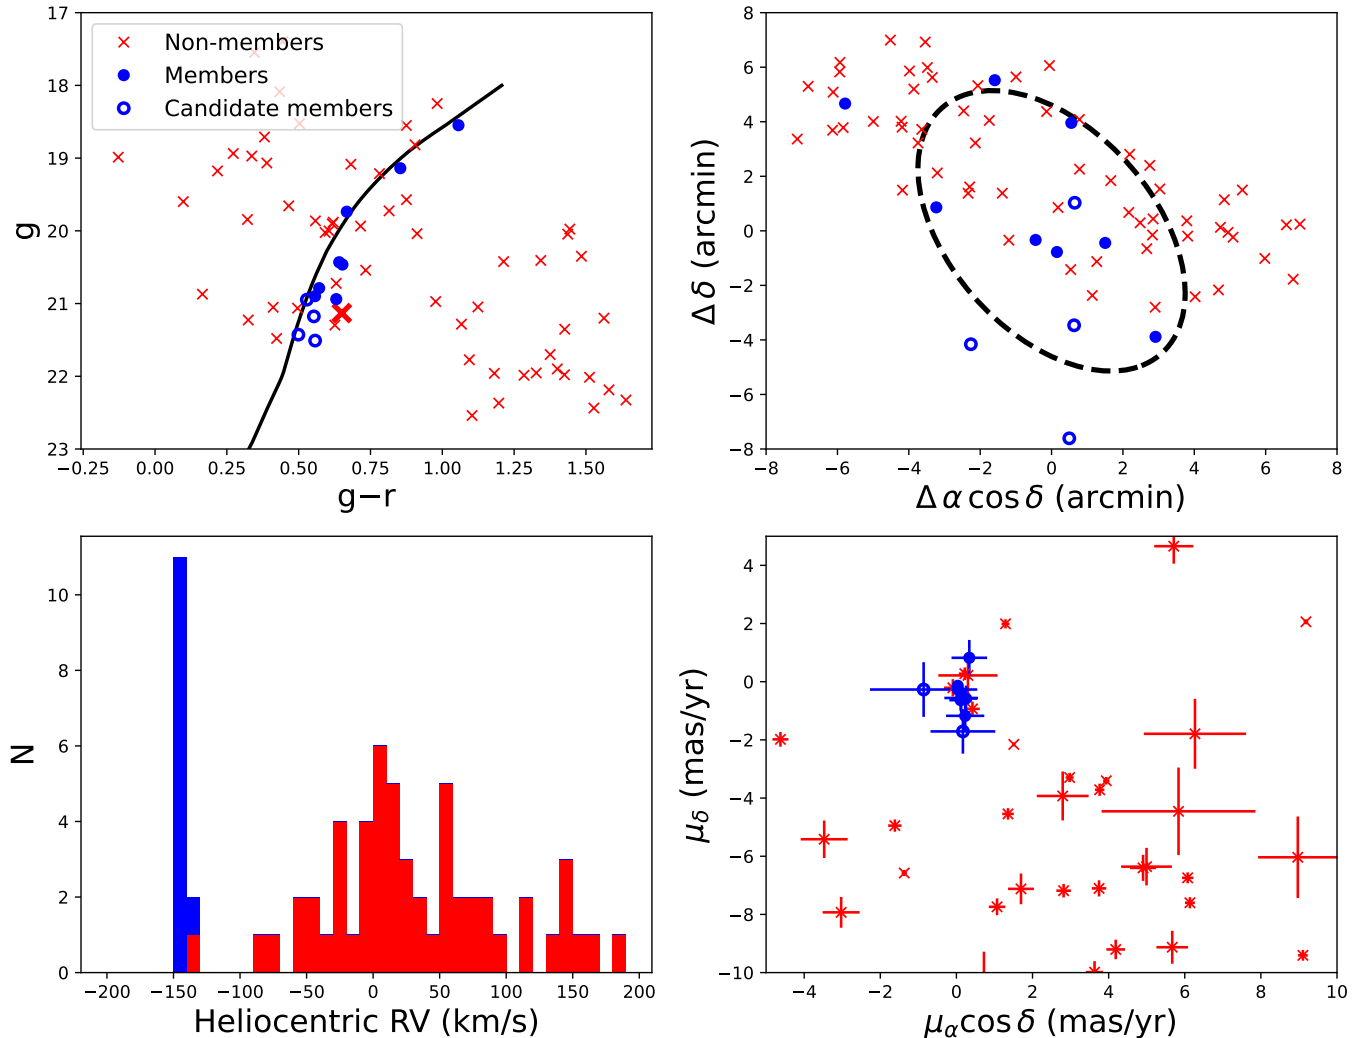 17
18
19
20
21
22
23
g
Non-members
Members
Candidate members
−0.25 0.00 0.25 0.50 0.75 1.00 1.25 1.50
g−r
8
6
4
2
0
−2
−4
−6
−8
Δ δ (arcmin)
−8 −6 −4 −2 0 2 4 6 8
Δ α cos δ (arcmin)
10
8
6
4
2
0
N
−200 −150 −100 −50 0 50 100 150 200
Heliocentric RV (km/s)
4
2
0
−2
−4
−6
−8
−10
μδ (mas/yr)
−4 −2 0 2 4 6 8 10
μα cos δ (mas/yr)